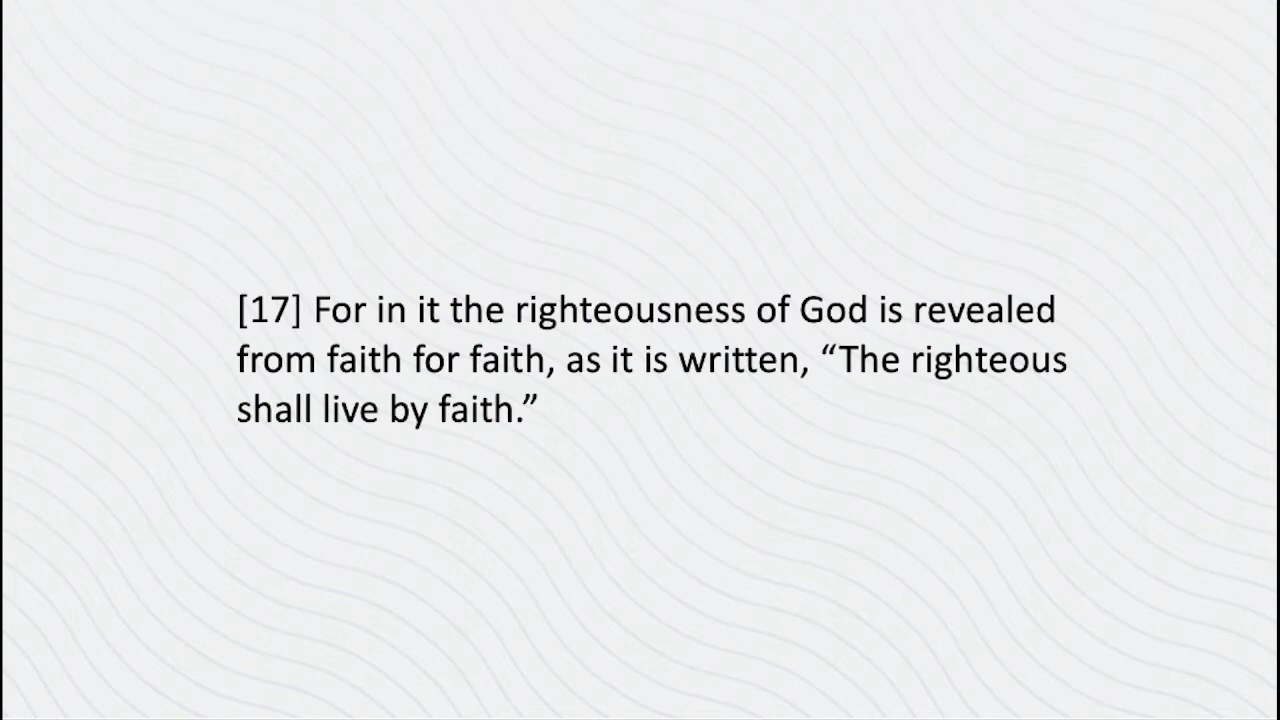 [17] For in it the righteousness of God is revealed
from faith for faith, as it is written, “The righteous
shall live by faith.”